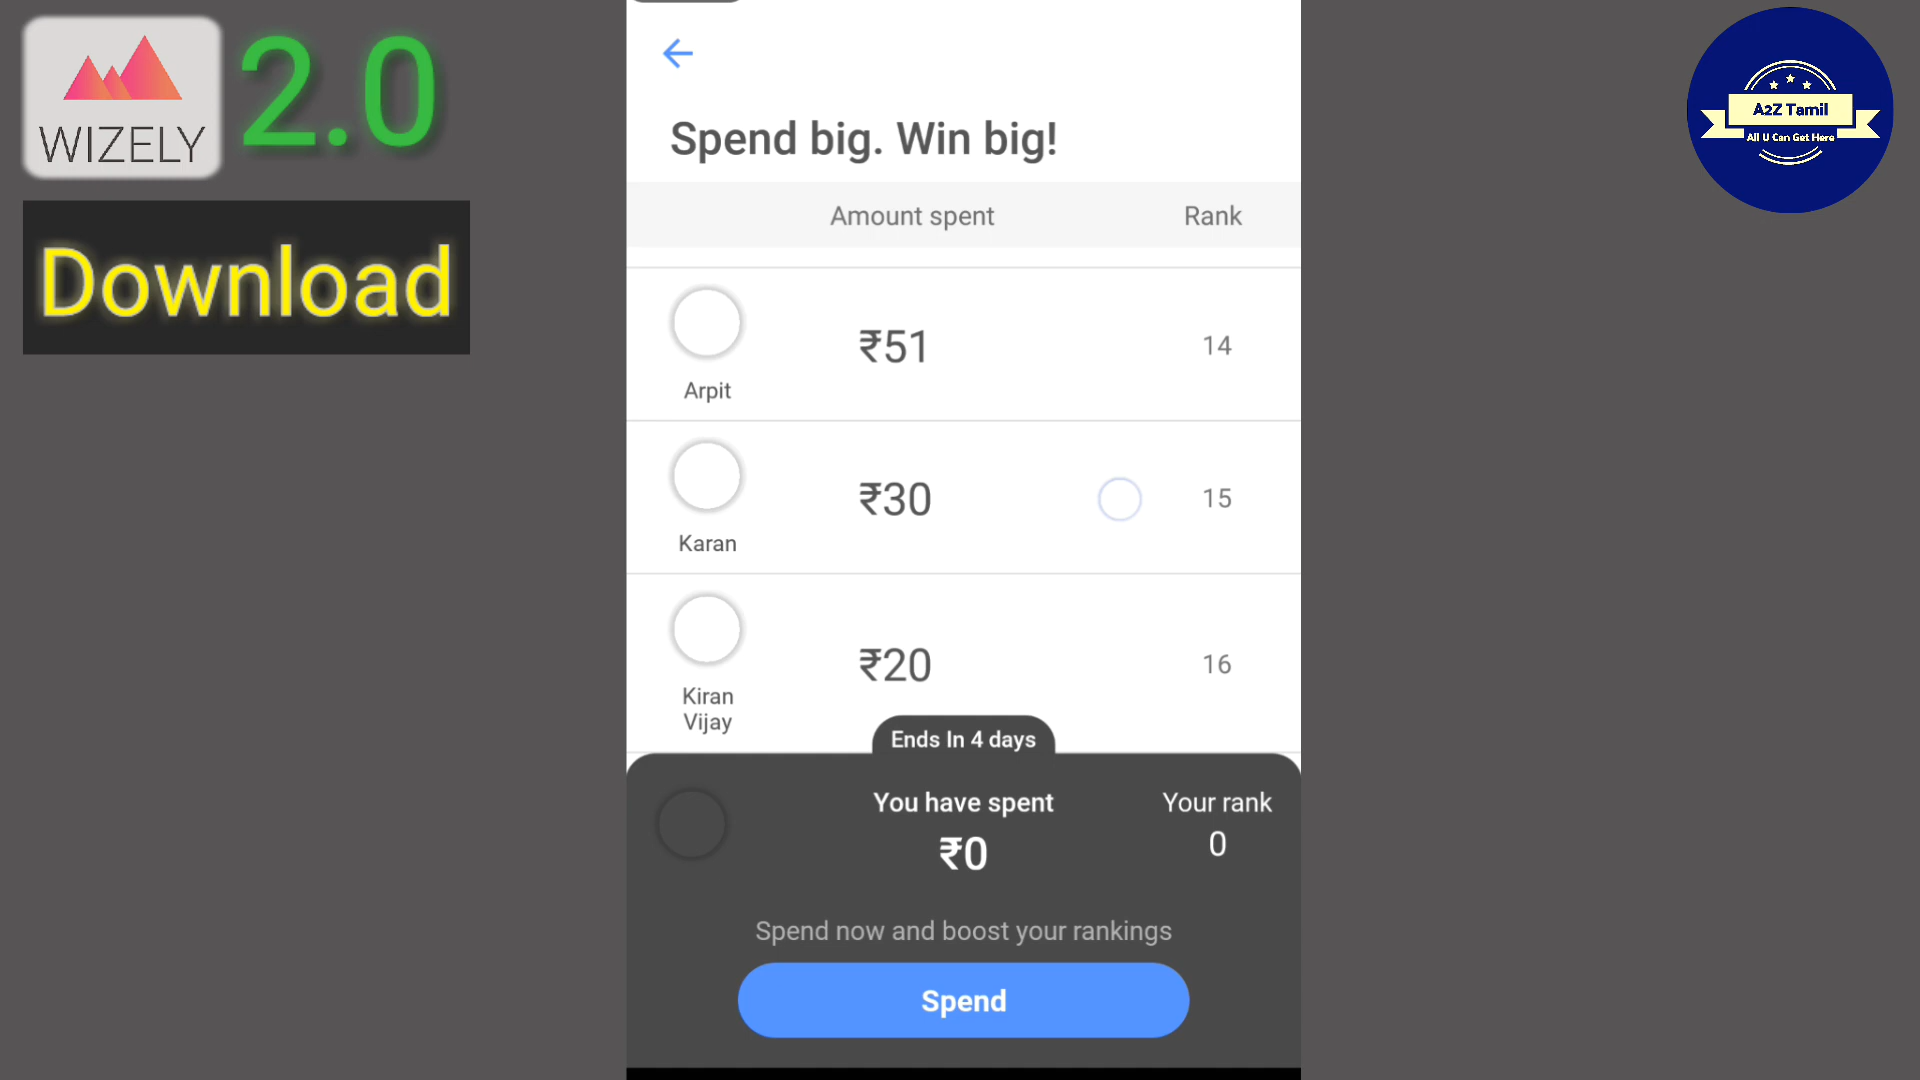 WIZELY
2.0
Download
Spend big. Win big!
Amount spent Rank
₹51 14
Arpit
₹30 15
Karan
₹20 16
Kiran
Vijay
Ends In 4 days
You have spent Your rank
₹0 0
Spend now and boost your rankings
Spend
A2Z Tamil
All U Can Get Here